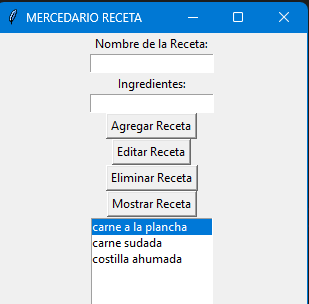 MERCEDARIO RECETA
Nombre de la Receta:
Ingredientes:
Agregar Receta
Editar Receta
Eliminar Receta
Mostrar Receta
carne a la plancha
carne sudada
costilla ahumada